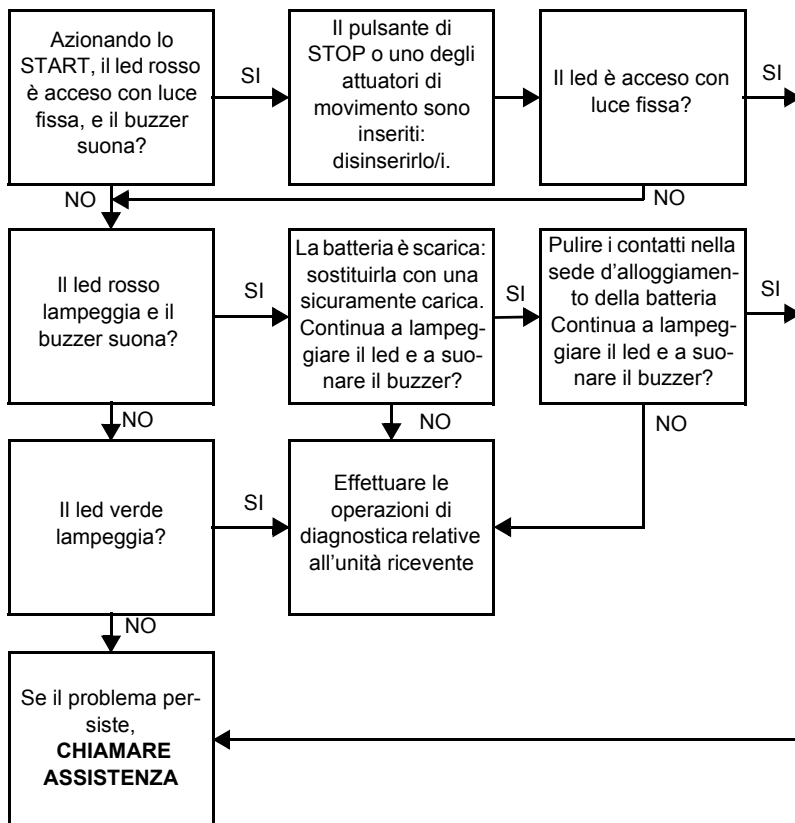 Azionando lo
START, il led rosso
è acceso con luce
fissa, e il buzzer
suona?
SI
Il pulsante di
STOP o uno degli
attuatori di
movimento sono
inseriti:
disinserirlo/i.
Il led è acceso con
luce fissa?
SI
NO
NO
Il led rosso
lampeggia e il
buzzer suona?
SI
La batteria è scarica:
sostituirla con una
sicuramente carica.
Continua a lampeg-
giare il led e a suo-
nare il buzzer?
SI
Pulire i contatti nella
sede d'alloggiamen-
to della batteria
Continua a lampeg-
giare il led e a suo-
nare il buzzer?
SI
NO
NO
NO
Il led verde
lampeggia?
SI
Effettuare le
operazioni di
diagnostica relative
all'unità ricevente
NO
Se il problema per-
siste,
CHIAMARE
ASSISTENZA